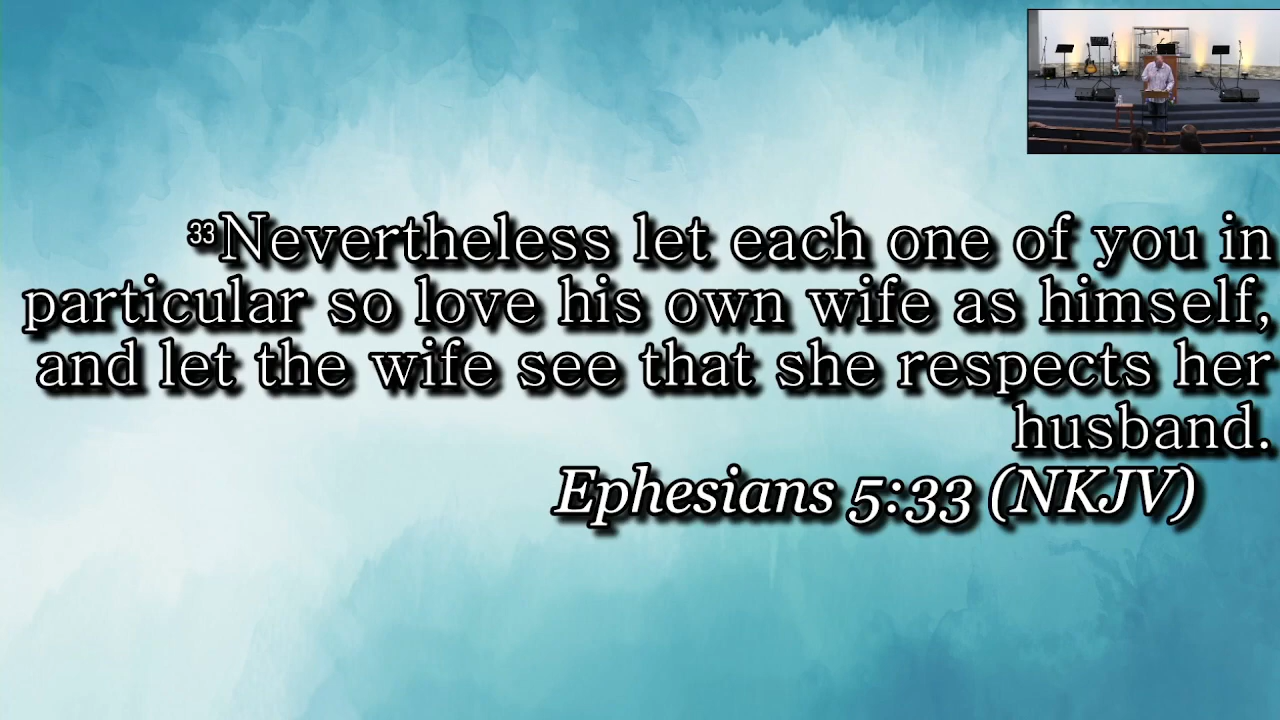 33Nevertheless let each one of you in
particular so love his own wife as himself,
and let the wife see that she respects her
husband.
Ephesians 5:33 (NKJV)